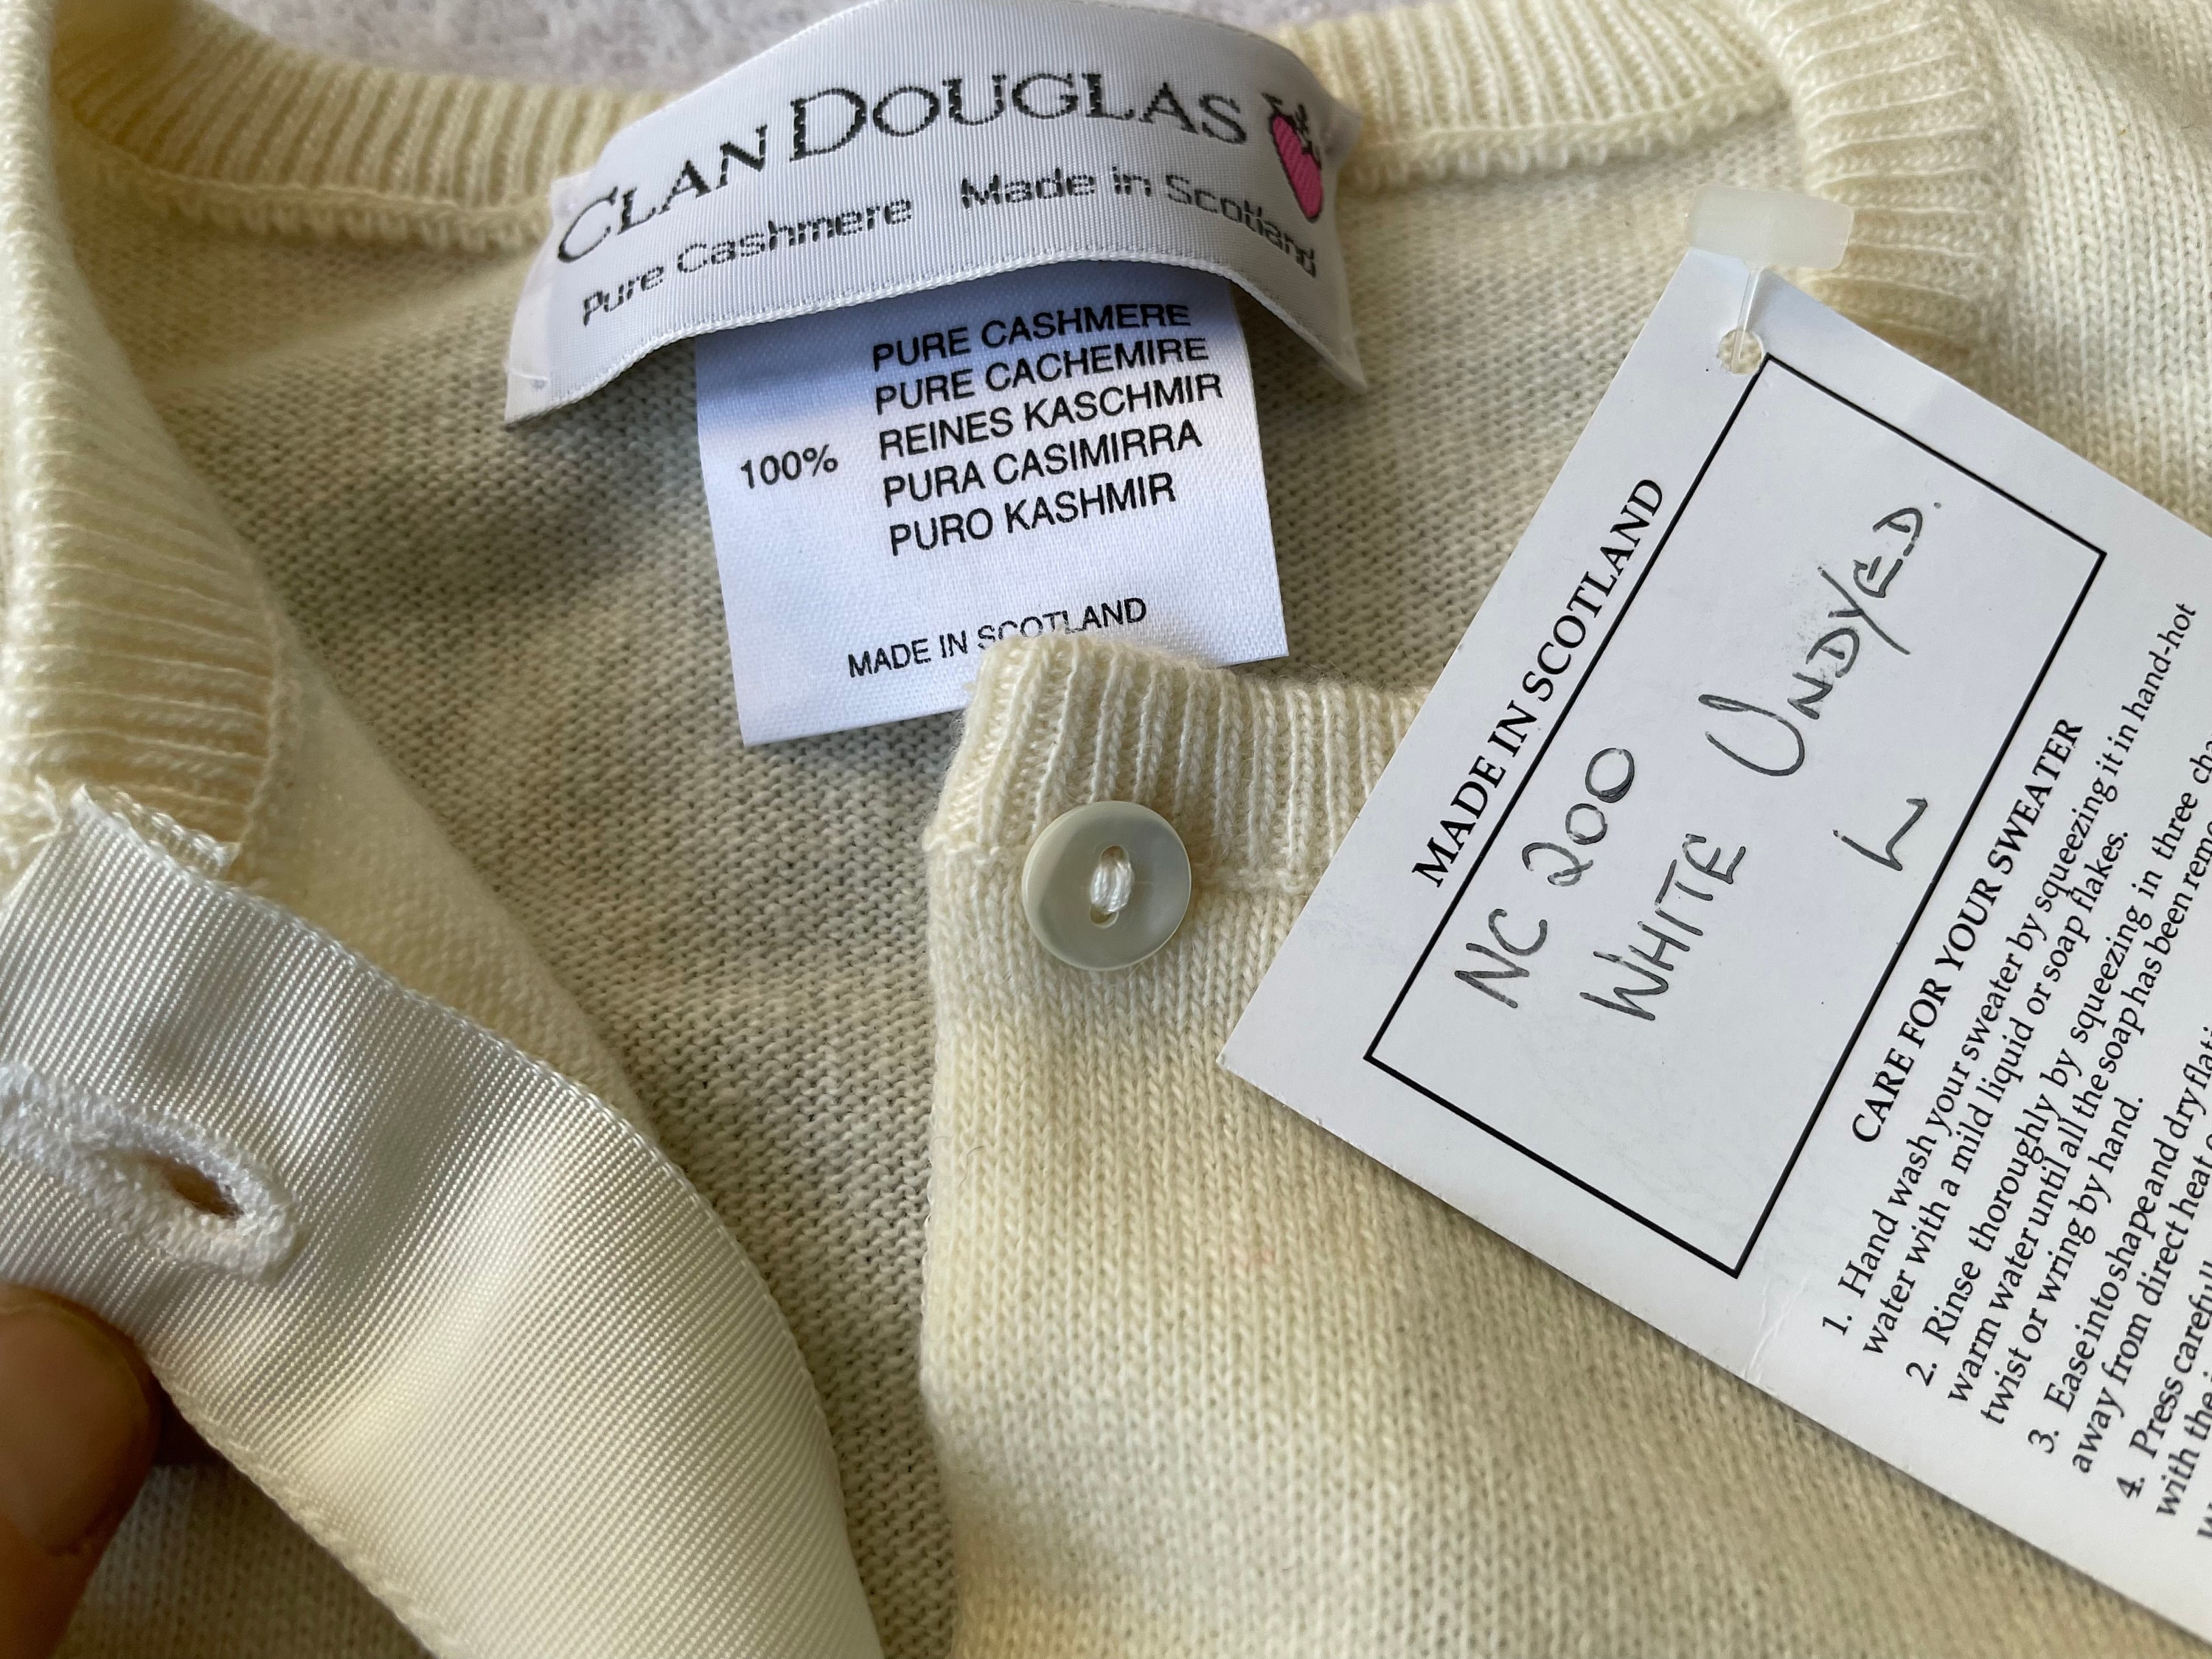 CLAN DOUGLAS
Pure Cashmere Made in Scotland
PURE CASHMERE
PURE CACHEMIRE
100% REINES KASCHMIR
PURA CASIMIRRA
PURO KASHMIR
MADE IN SCOTLAND
MADE IN SCOTLAND
NC 200
WHITE UNDYED.
L
CARE FOR YOUR SWEATER
1. Hand wash your sweater by squeezing it in hand-hot
water with a mild liquid or soap flakes.
2. Rinse thoroughly by squeezing in three
warm water until all the soap has been
twist or wring by hand.
3. Ease into shape and dry
away from direct heat
4. Press
with the